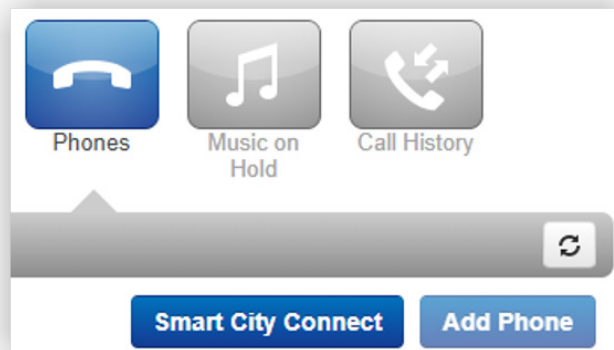 Phones
Music on
Hold
Call History
Smart City Connect
Add Phone